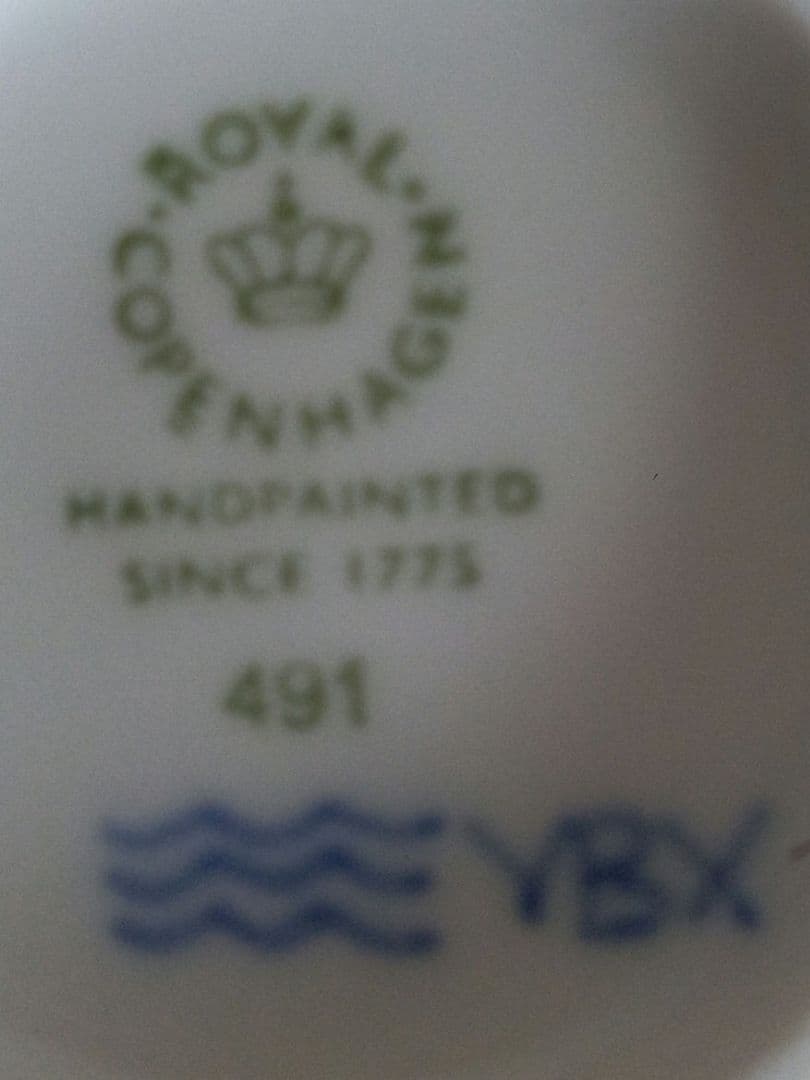 ROYAL
COPENHAGEN
HANDPAINTED
SINCE 1775
491
YBX